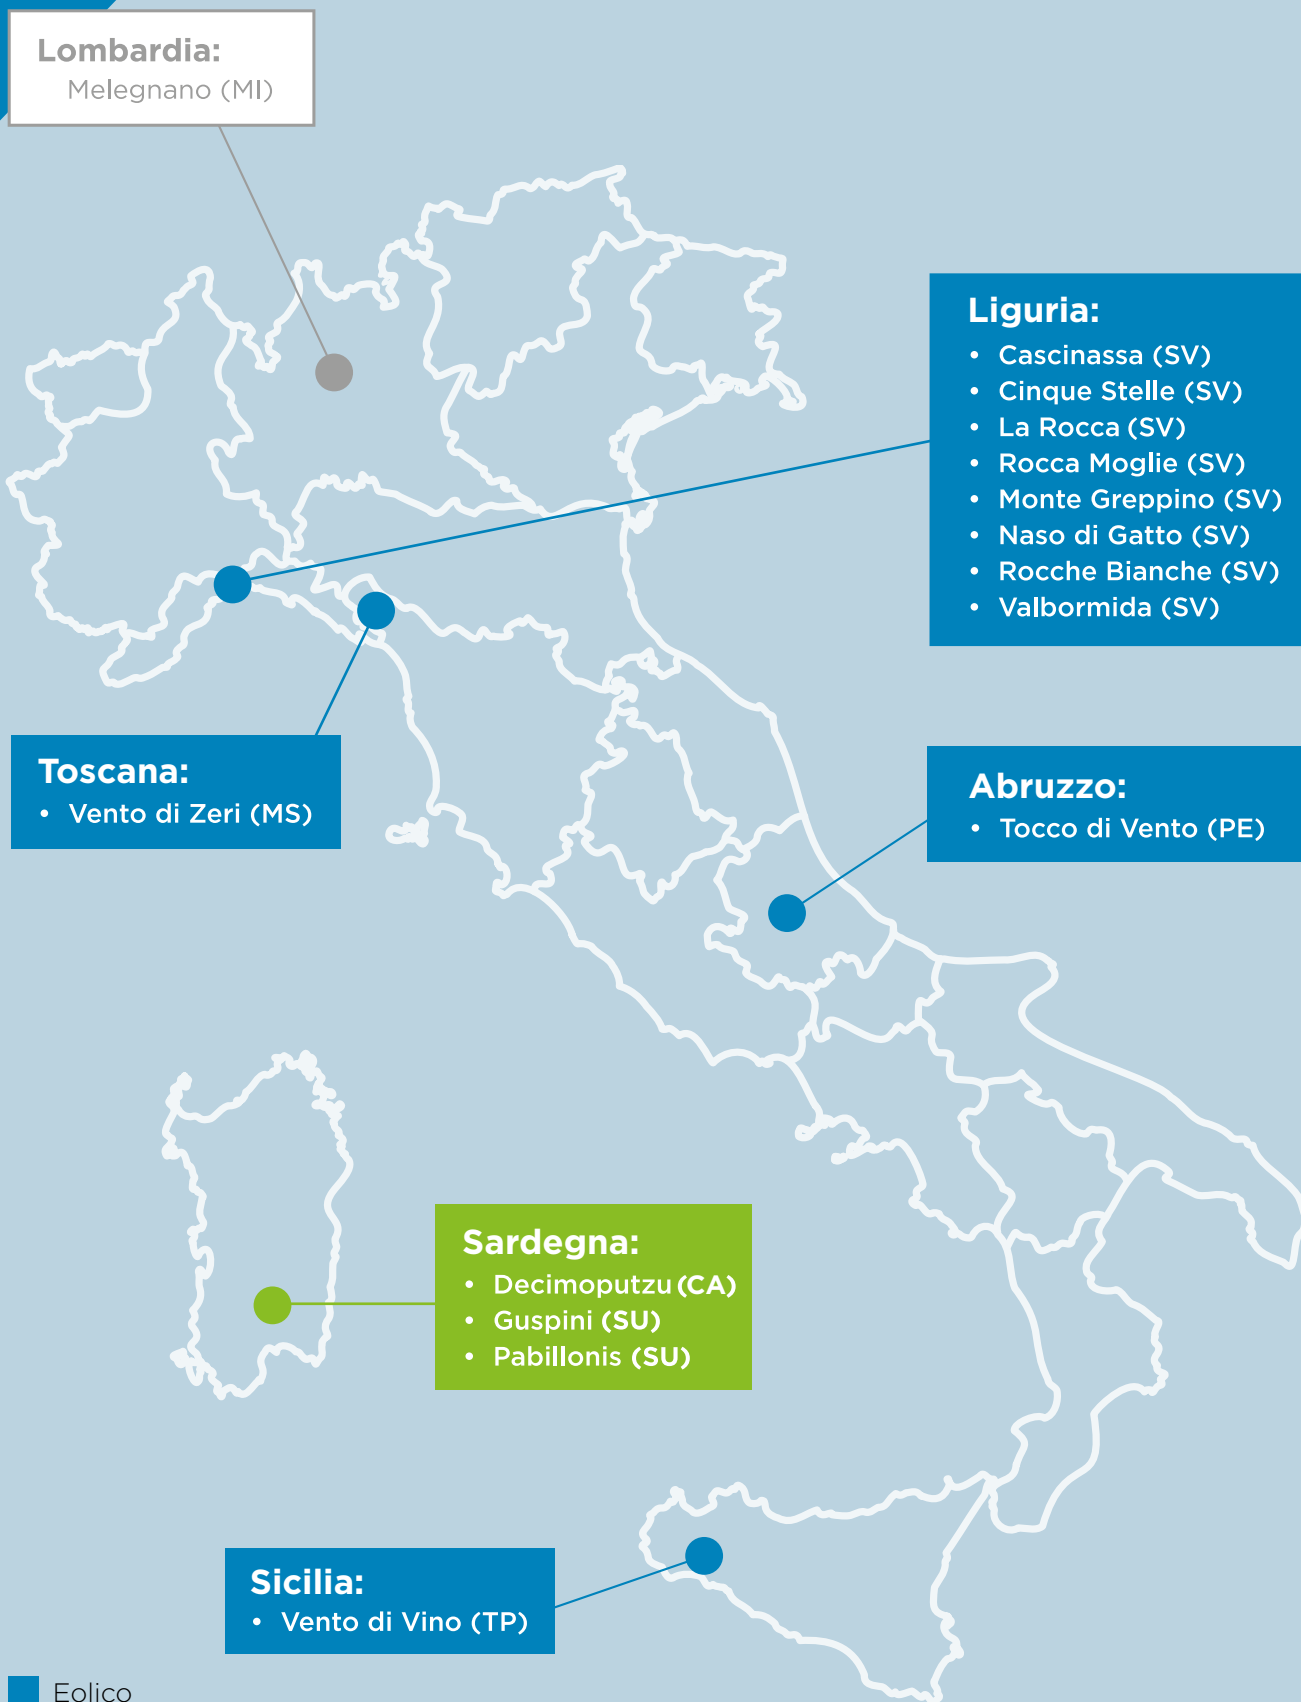 Lombardia:
Melegnano (MI)
Liguria:
• Cascinassa (SV)
• Cinque Stelle (SV)
• La Rocca (SV)
• Rocca Moglie (SV)
• Monte Greppino (SV)
• Naso di Gatto (SV)
• Rocche Bianche (SV)
• Valbormida (SV)
Toscana:
• Vento di Zeri (MS)
Abruzzo:
• Tocco di Vento (PE)
Sardegna:
• Decimoputzu (CA)
• Guspini (SU)
• Pabillonis (SU)
Sicilia:
• Vento di Vino (TP)
Eolico